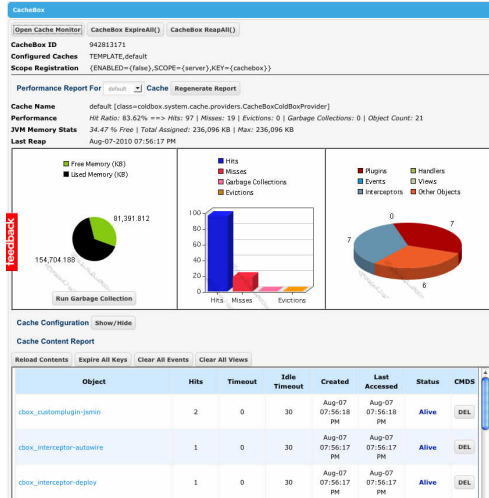 CacheBox
Open Cache Monitor CacheBox ExpireAll() CacheBox ReapAll()
CacheBox ID 942813171
Configured Caches TEMPLATE,default
Scope Registration {ENABLED={false},SCOPE={server},KEY={cachebox}}
Performance Report For default Cache Regenerate Report
Cache Name default [class=coldbox.system.cache.providers.CacheBoxColdBoxProvider]
Performance Hit Ratio: 83.62% ==> Hits: 97 | Misses: 19 | Evictions: 0 | Garbage Collections: 0 | Object Count: 21
JVM Memory Stats 34.47 % Free | Total Assigned: 236,096 KB | Max: 236,096 KB
Last Reap Aug-07-2010 07:56:17 PM
Free Memory (KB)
Used Memory (KB)
81,391.812
154,704.188
Run Garbage Collection
Hits
Misses
Garbage Collections
Evictions
100
80
60
40
20
0
Hits Misses Evictions
Plugins Handlers
Events Views
Interceptors Other Objects
0
7
7
6
feedback
Cache Configuration Show/Hide
Cache Content Report
Reload Contents Expire All Keys Clear All Events Clear All Views
Object Hits Timeout Idle Timeout Created Last Accessed Status CMDS
cbox_customplugin-jsmin 2 0 30 Aug-07 07:56:18 PM Aug-07 07:56:18 PM Alive DEL
cbox_interceptor-autowire 1 0 30 Aug-07 07:56:17 PM Aug-07 07:56:17 PM Alive DEL
cbox_interceptor-deploy 1 0 30 Aug-07 07:56:17 PM Aug-07 07:56:17 PM Alive DEL